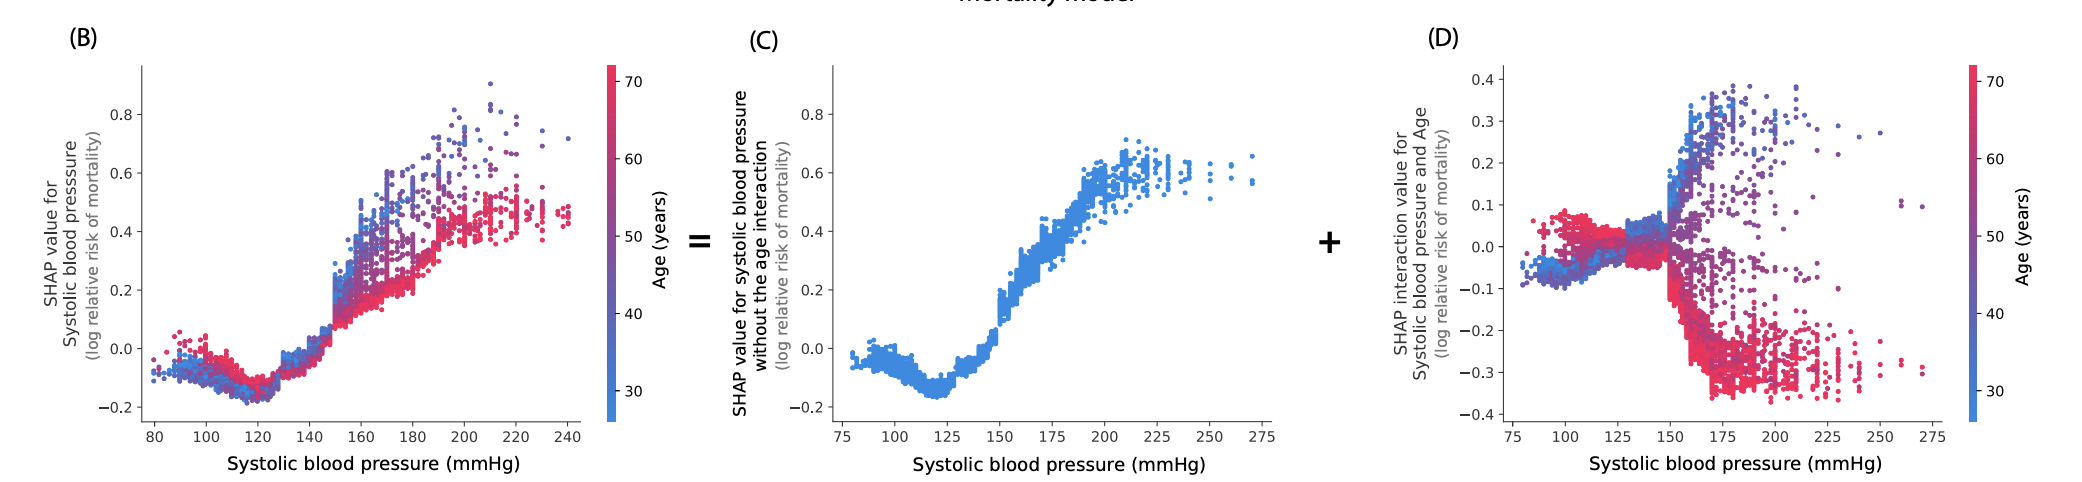 mortality model
(B)
SHAP value for
Systolic blood pressure
(log relative risk of mortality)
0.8
0.6
0.4
0.2
0.0
−0.2
80 100 120 140 160 180 200 220 240
Systolic blood pressure (mmHg)
70
60
50
40
30
Age (years)
=
(C)
SHAP value for systolic blood pressure
without the age interaction
(log relative risk of mortality)
0.8
0.6
0.4
0.2
0.0
−0.2
75 100 125 150 175 200 225 250 275
Systolic blood pressure (mmHg)
+
(D)
SHAP interaction value for
Systolic blood pressure and Age
(log relative risk of mortality)
0.4
0.3
0.2
0.1
0.0
−0.1
−0.2
−0.3
−0.4
75 100 125 150 175 200 225 250 275
Systolic blood pressure (mmHg)
70
60
50
40
30
Age (years)